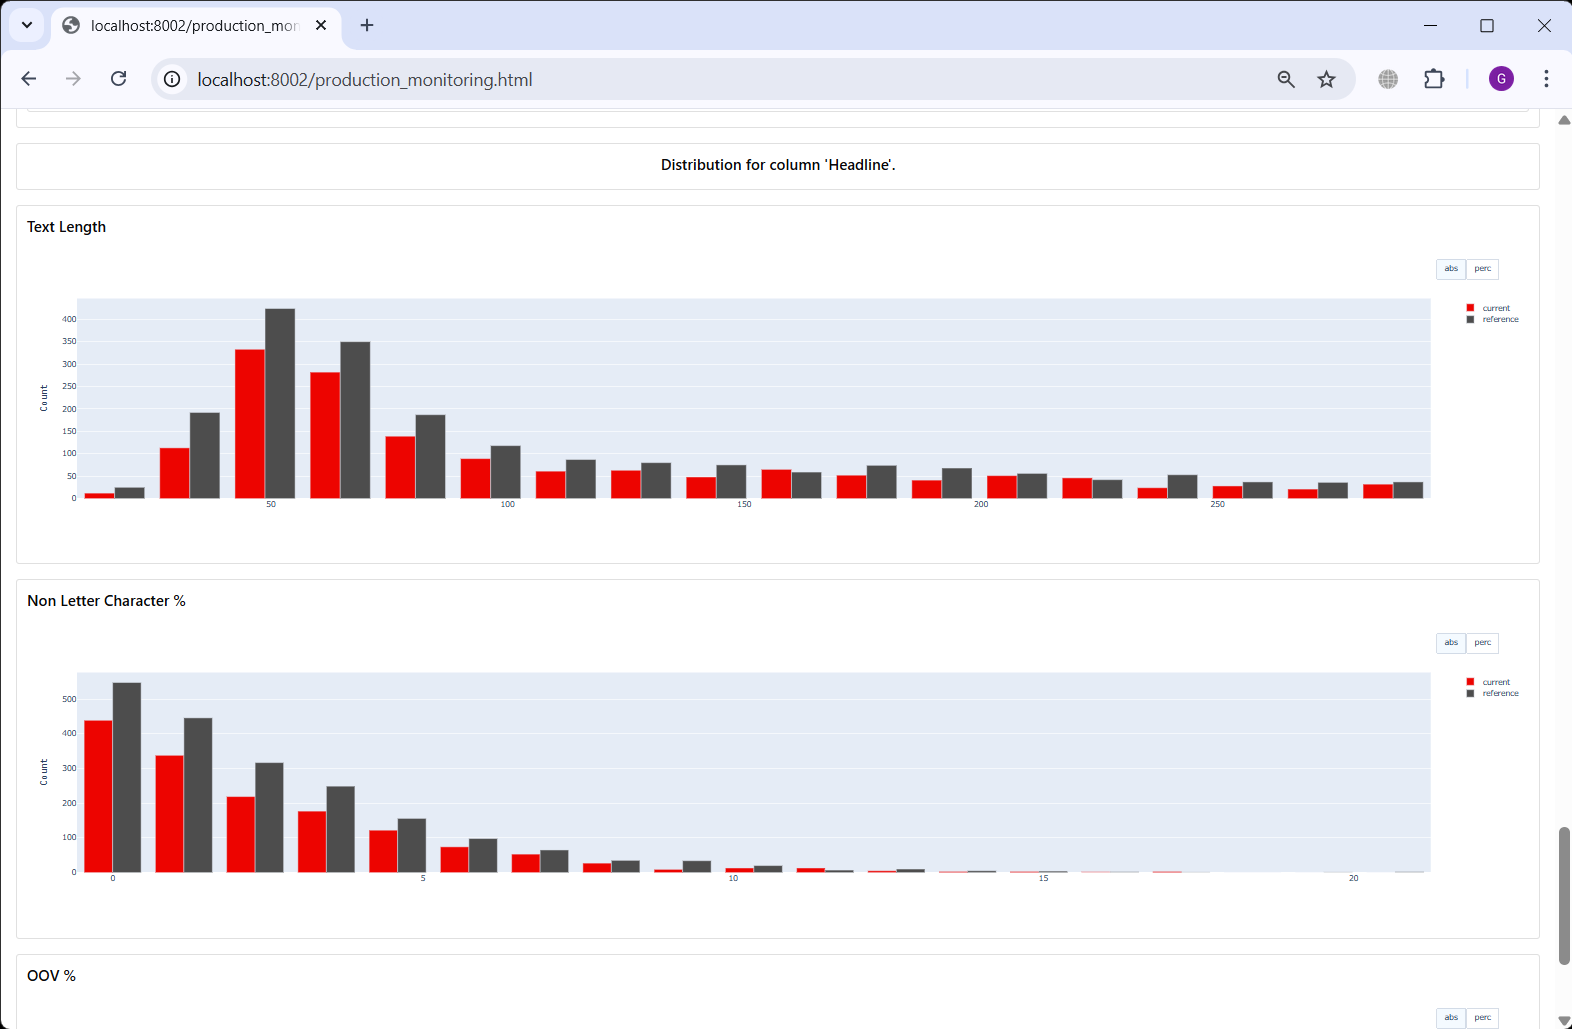 localhost:8002/production_mon
localhost:8002/production_monitoring.html
G
Distribution for column 'Headline'.
Text Length
abs perc
current
reference
Count
400
350
300
250
200
150
100
50
0
50 100 150 200 250
Non Letter Character %
abs perc
current
reference
Count
500
400
300
200
100
0
0 5 10 15 20
OOV %
abs perc